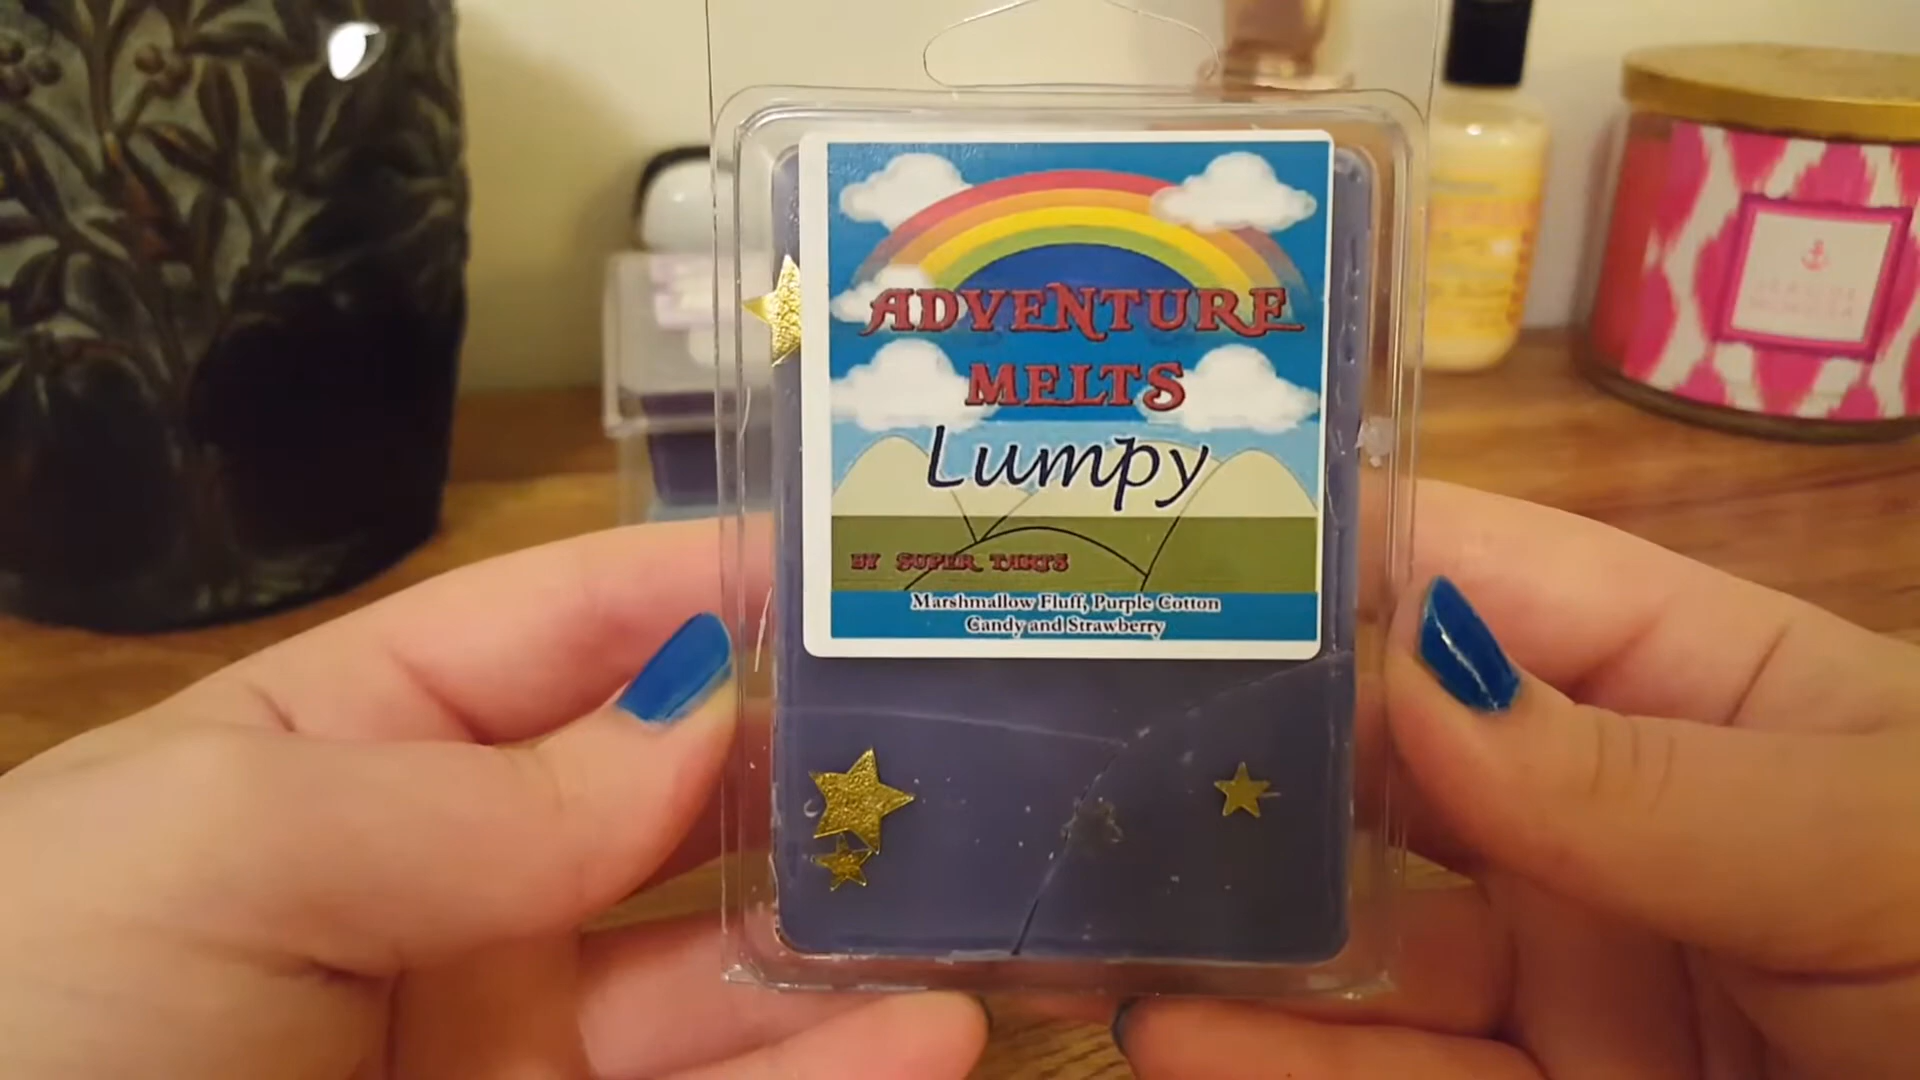 ADVENTURE
MELTS
Lumpy
BY SUPER TARTS
Marshmallow Fluff, Purple Cotton
Candy and Strawberry